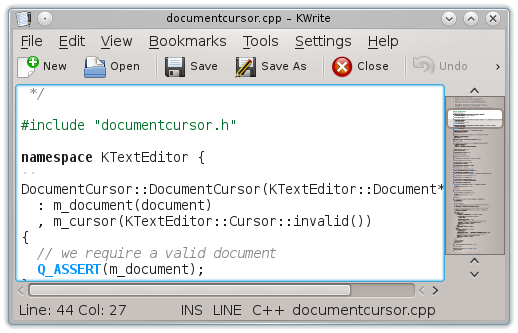 documentcursor.cpp – KWrite
File Edit View Bookmarks Tools Settings Help
New Open Save Save As Close Undo
*/
#include "documentcursor.h"
namespace KTextEditor {
DocumentCursor::DocumentCursor(KTextEditor::Document*
: m_document(document)
, m_cursor(KTextEditor::Cursor::invalid())
{
// we require a valid document
Q_ASSERT(m_document);
Line: 44 Col: 27 INS LINE C++ documentcursor.cpp